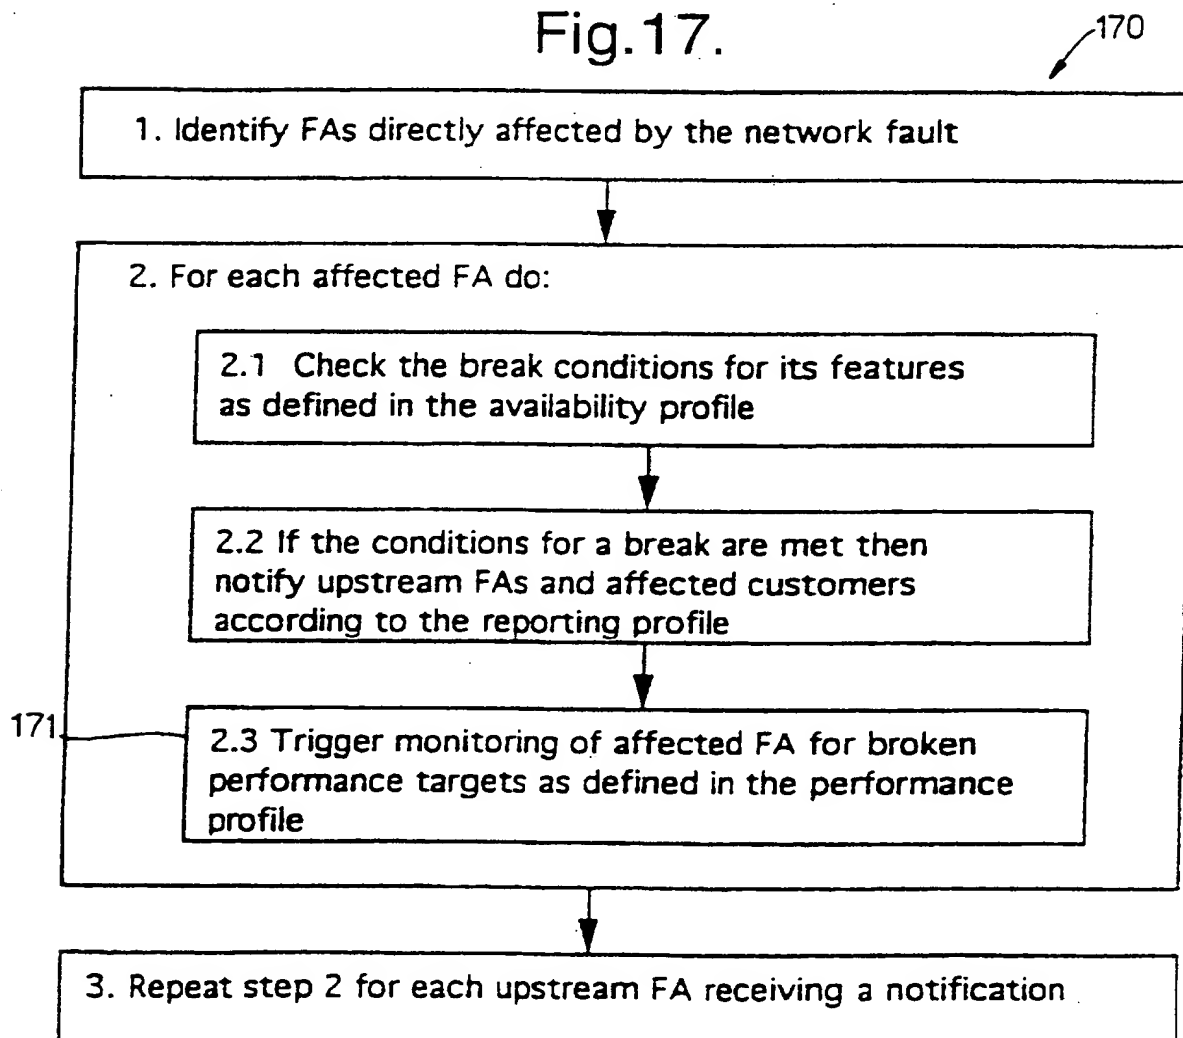 Fig.17.
170
1. Identify FAs directly affected by the network fault
2. For each affected FA do:
2.1 Check the break conditions for its features
as defined in the availability profile
2.2 If the conditions for a break are met then
notify upstream FAs and affected customers
according to the reporting profile
171
2.3 Trigger monitoring of affected FA for broken
performance targets as defined in the performance
profile
3. Repeat step 2 for each upstream FA receiving a notification